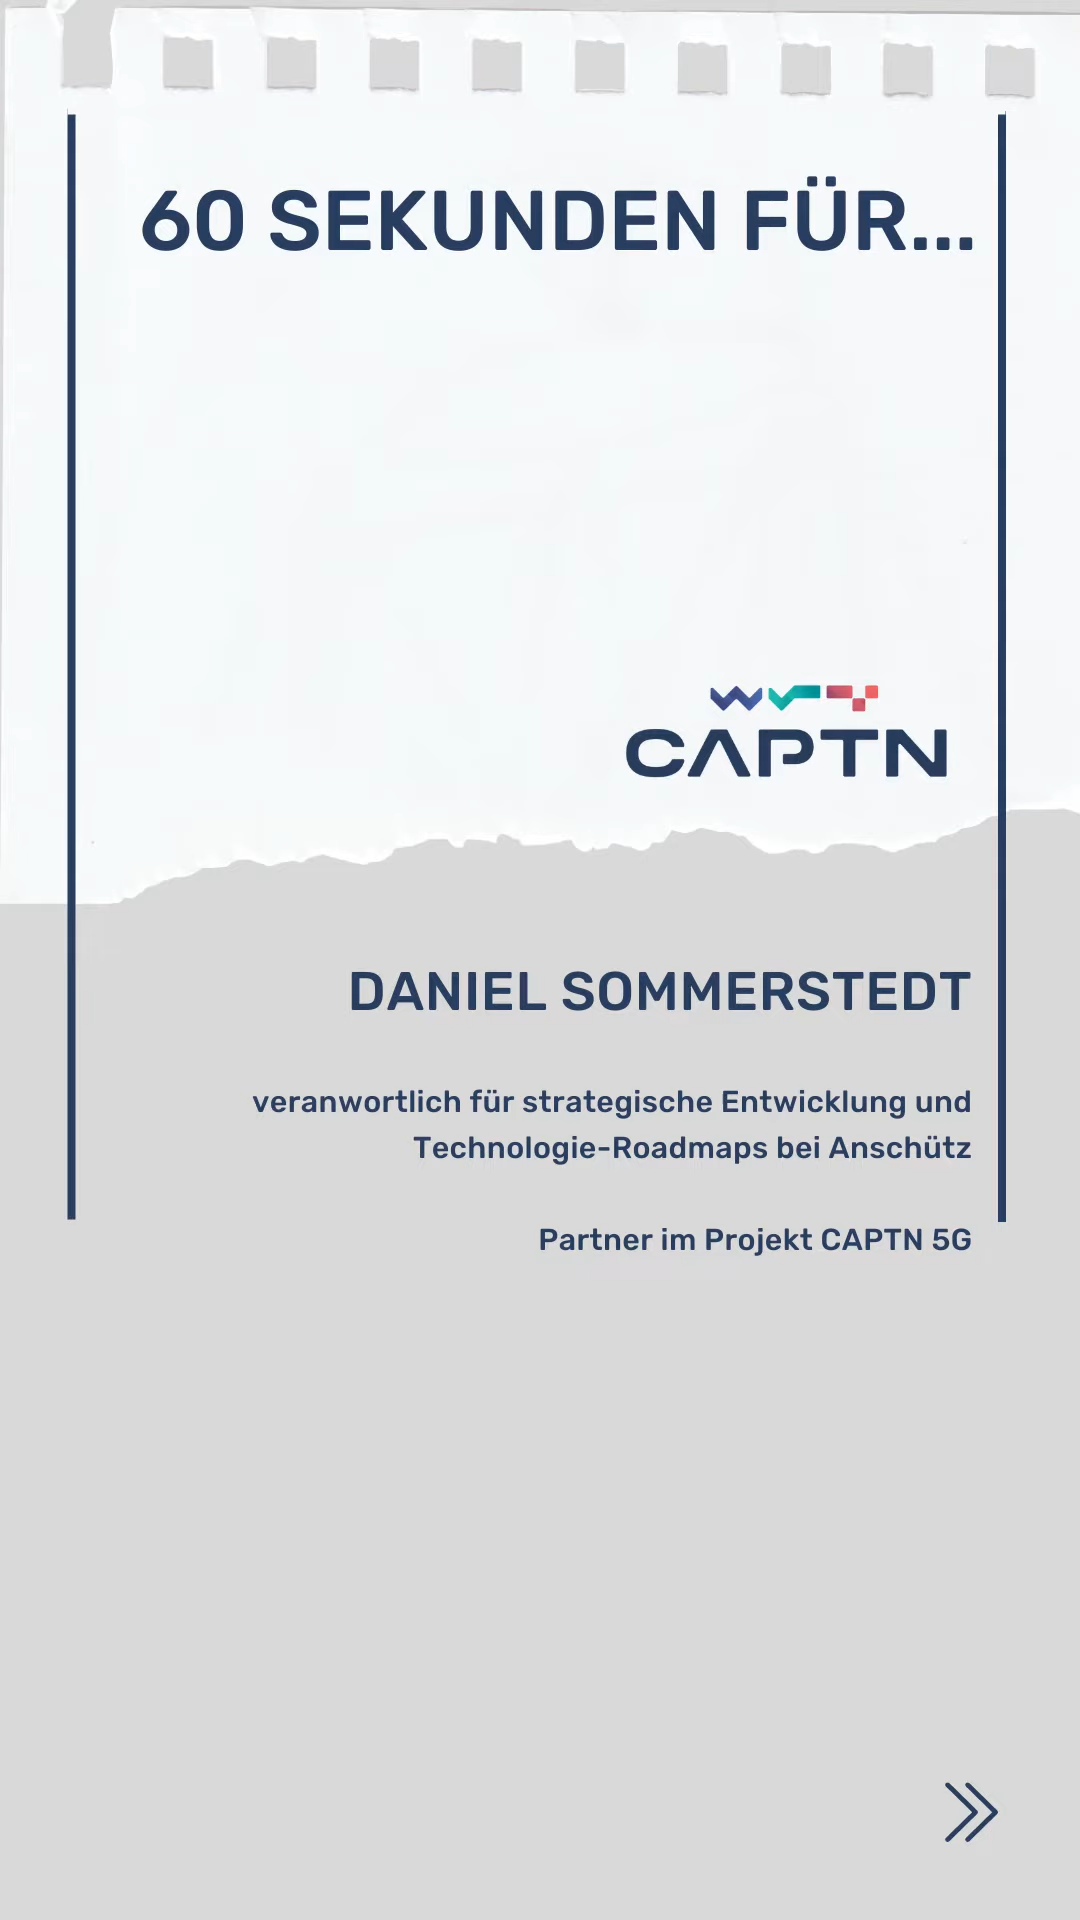 60 SEKUNDEN FÜR...
CAPTN
DANIEL SOMMERSTEDT
veranwortlich für strategische Entwicklung und
Technologie-Roadmaps bei Anschütz
Partner im Projekt CAPTN 5G